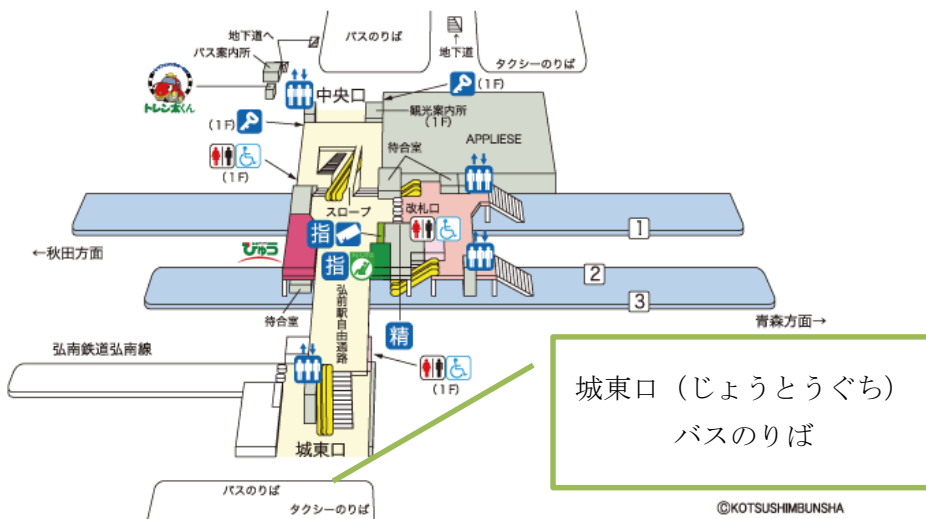 地下道へ
バス案内所
バスのりば
地下道
タクシーのりば
トレン太くん
中央口
(1F)
(1F)
観光案内所
(1F)
APPLIESE
(1F)
待合室
スロープ
改札口
1
指
←秋田方面
びゅう
指
2
3
待合室
弘前駅自由通路
青森方面→
精
弘南鉄道弘南線
(1F)
城東口
城東口（じょうとうぐち）
バスのりば
バスのりば
タクシーのりば
©KOTSUSHIMBUNSHA